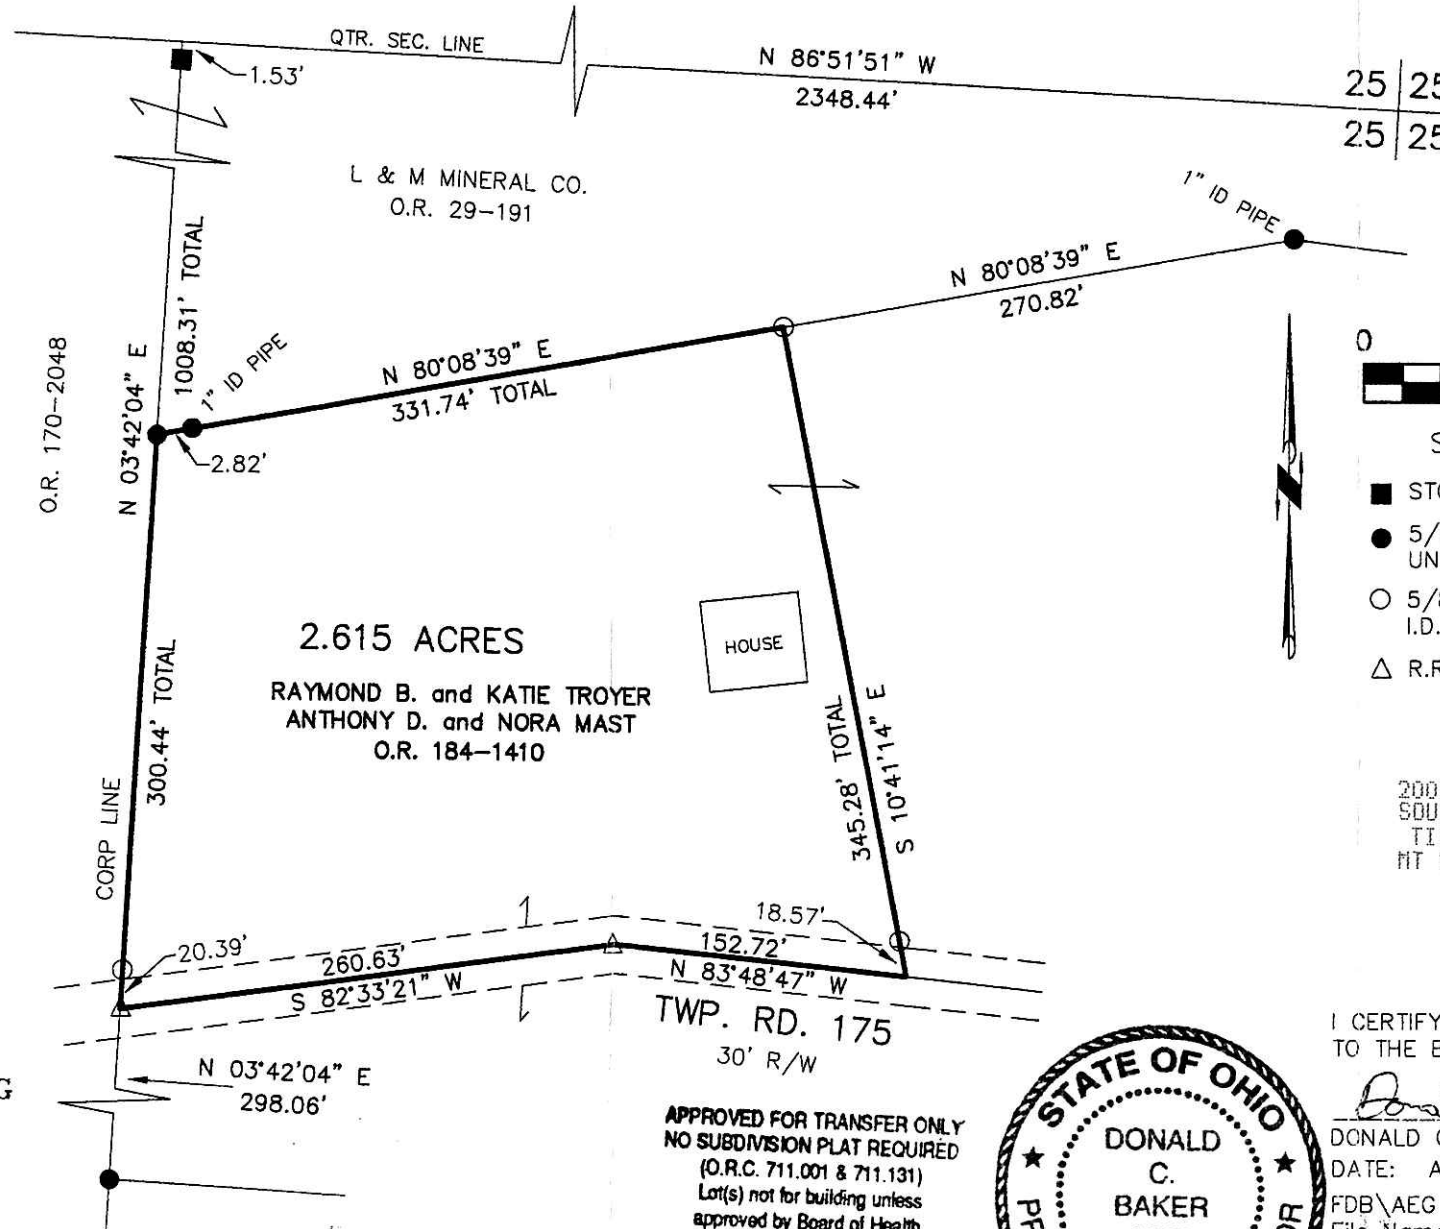 QTR. SEC. LINE
N 86°51'51" W
2348.44'
25 | 25
25 | 25
1.53'
L & M MINERAL CO.
O.R. 29-191
1" ID PIPE
N 80°08'39" E
270.82'
1008.31' TOTAL
N 03°42'04" E
O.R. 170-2048
1" ID PIPE
N 80°08'39" E
331.74' TOTAL
2.82'
0
2.615 ACRES
RAYMOND B. and KATIE TROYER
ANTHONY D. and NORA MAST
O.R. 184-1410
HOUSE
300.44' TOTAL
CORP LINE
345.28' TOTAL
S 10°41'14" E
5/
UN
I.D.
R.R
200
TI
MT
20.39'
260.63'
S 82°33'21" W
18.57'
152.72'
N 83°48'47" W
TWP. RD. 175
30' R/W
N 03°42'04" E
298.06'
G
APPROVED FOR TRANSFER ONLY
NO SUBDIVISION PLAT REQUIRED
(O.R.C. 711.001 & 711.131)
Lot(s) not for building unless
approved by Board of Health
STATE OF OHIO
DONALD
C.
BAKER
I CERTIFY
TO THE
DONALD
DATE: A
FDB\AEG